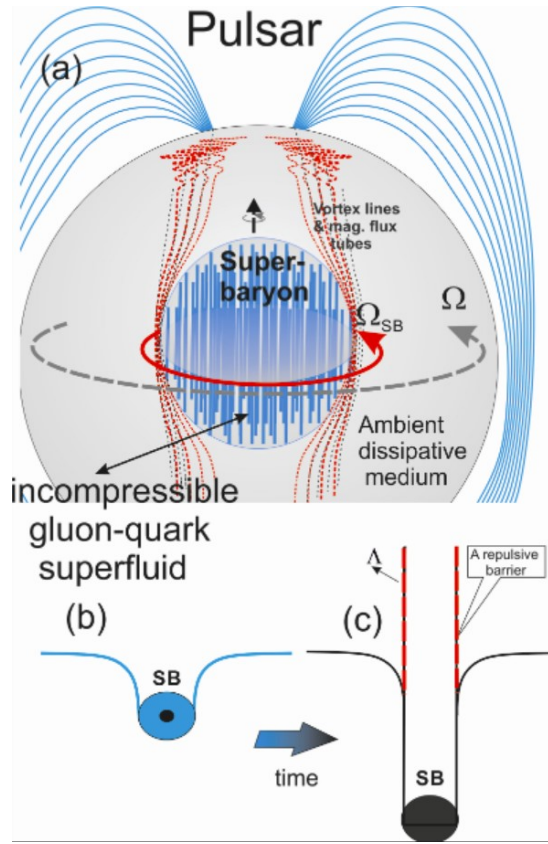 Pulsar
(a)
Vortex lines
& mag. flux
tubes
Super-
baryon
Ω
Ω_SB
Ambient
dissipative
medium
incompressible
gluon-quark
superfluid
(b)
SB
time
(c)
Λ
A repulsive
barrier
SB